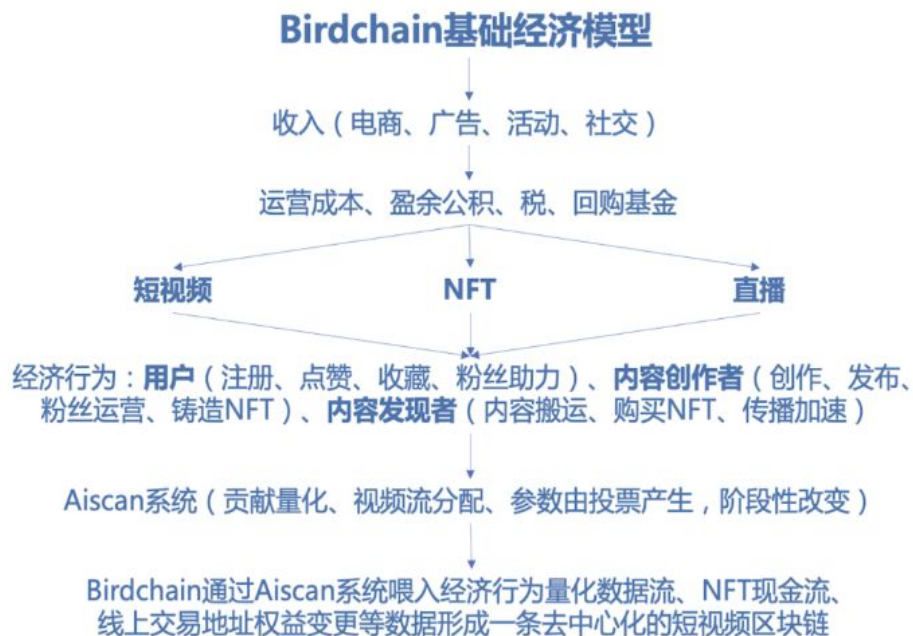 Birdchain基础经济模型
收入（电商、广告、活动、社交）
运营成本、盈余公积、税、回购基金
短视频 NFT 直播
经济行为：用户（注册、点赞、收藏、粉丝助力）、内容创作者（创作、发布、
粉丝运营、铸造NFT）、内容发现者（内容搬运、购买NFT、传播加速）
Aiscan系统（贡献量化、视频流分配、参数由投票产生，阶段性改变）
Birdchain通过Aiscan系统喂入经济行为量化数据流、NFT现金流、
线上交易地址权益变更等数据形成一条去中心化的短视频区块链